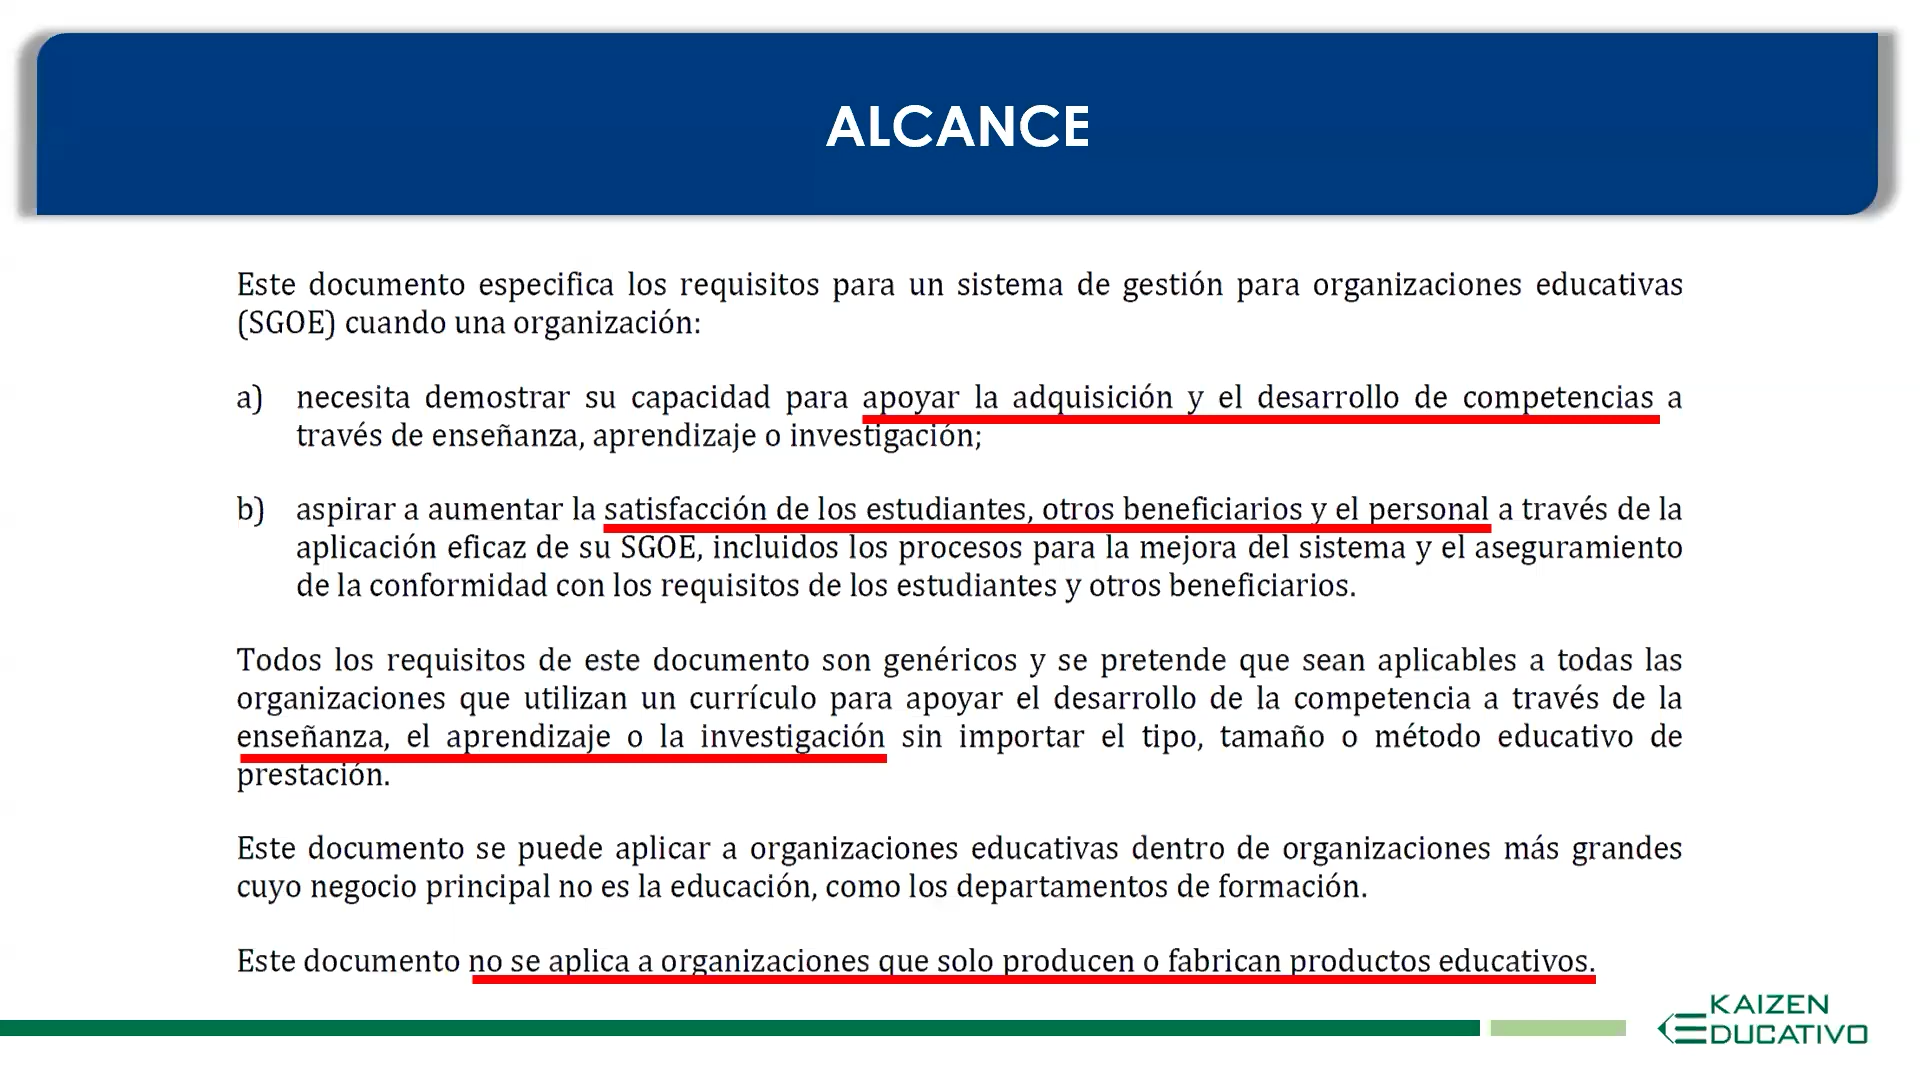 ALCANCE
Este documento especifica los requisitos para un sistema de gestión para organizaciones educativas
(SGOE) cuando una organización:
a) necesita demostrar su capacidad para apoyar la adquisición y el desarrollo de competencias a
través de enseñanza, aprendizaje o investigación;
b) aspirar a aumentar la satisfacción de los estudiantes, otros beneficiarios y el personal a través de la
aplicación eficaz de su SGOE, incluidos los procesos para la mejora del sistema y el aseguramiento
de la conformidad con los requisitos de los estudiantes y otros beneficiarios.
Todos los requisitos de este documento son genéricos y se pretende que sean aplicables a todas las
organizaciones que utilizan un currículo para apoyar el desarrollo de la competencia a través de la
enseñanza, el aprendizaje o la investigación sin importar el tipo, tamaño o método educativo de
prestación.
Este documento se puede aplicar a organizaciones educativas dentro de organizaciones más grandes
cuyo negocio principal no es la educación, como los departamentos de formación.
Este documento no se aplica a organizaciones que solo producen o fabrican productos educativos.
KAIZEN
EDUCATIVO